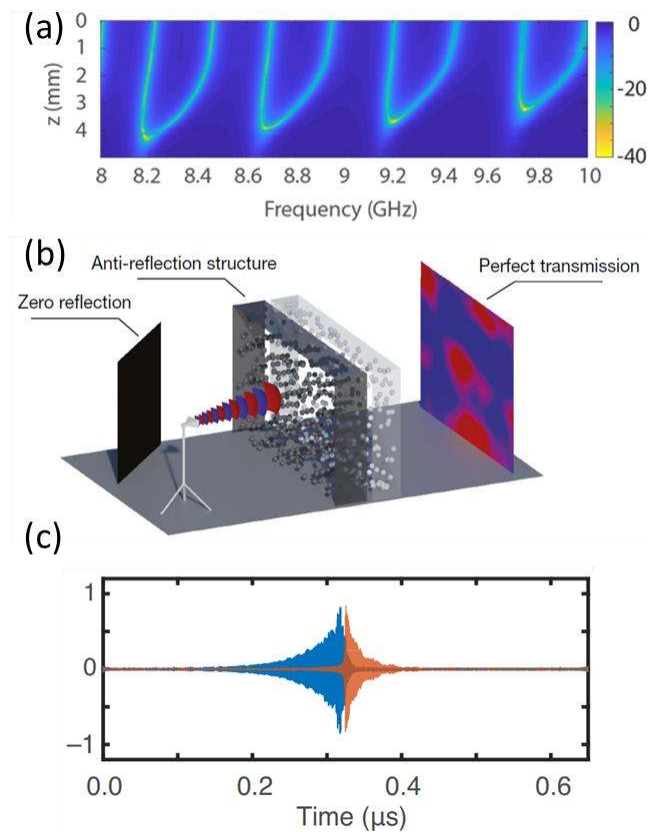 (a)
0
1
2
3
4
z (mm)
8 8.2 8.4 8.6 8.8 9 9.2 9.4 9.6 9.8 10
Frequency (GHz)
0
-20
-40
(b)
Anti-reflection structure
Perfect transmission
Zero reflection
(c)
1
0
−1
0.0 0.2 0.4 0.6
Time (μs)